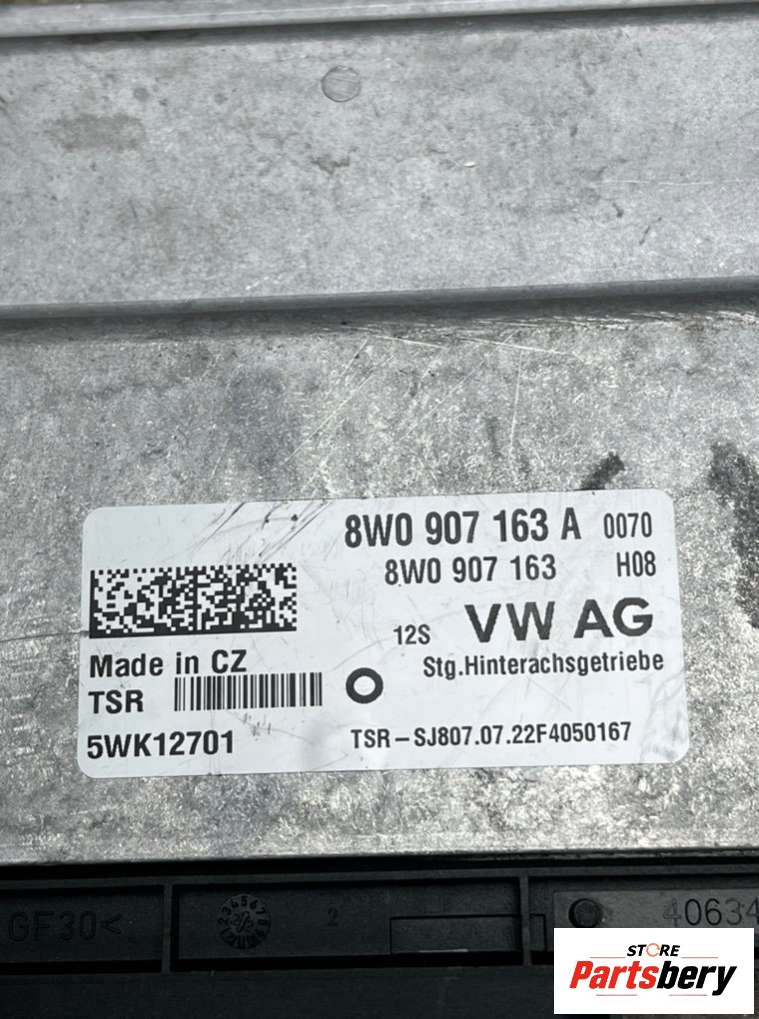 8W0 907 163 A 0070
8W0 907 163 H08
12S VW AG
Made in CZ
Stg.Hinterachsgetriebe
TSR
5WK12701
TSR-SJ807.07.22F4050167
GF30<
2
40634
STORE
Partsbery